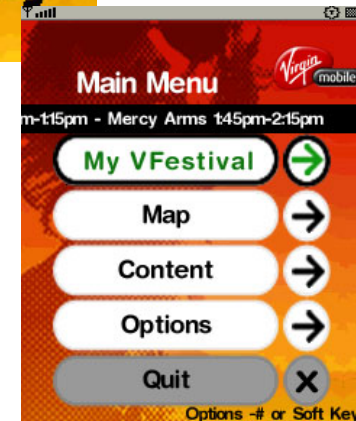 Main Menu
Virgin
mobile
m-1:15pm - Mercy Arms 1:45pm-2:15pm
My VFestival
Map
Content
Options
Quit
Options -# or Soft Key